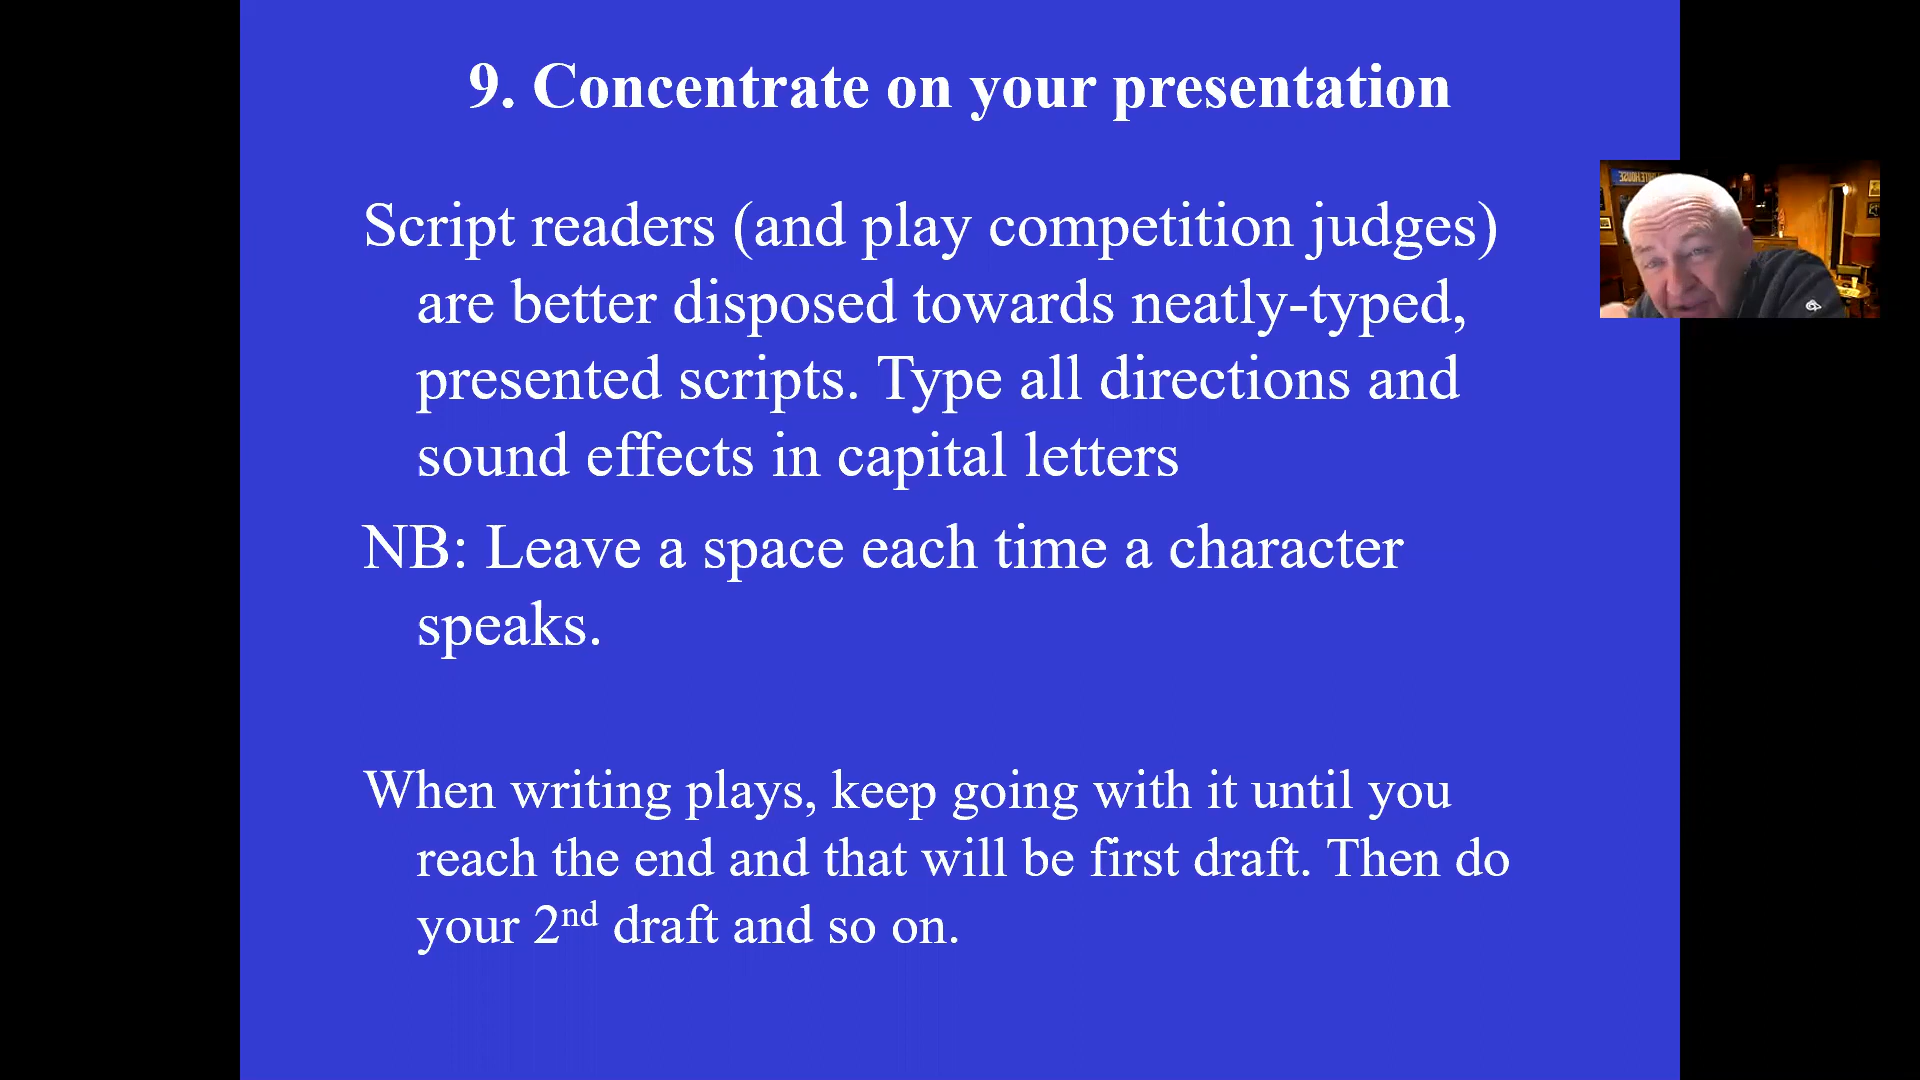 9. Concentrate on your presentation
Script readers (and play competition judges)
are better disposed towards neatly-typed,
presented scripts. Type all directions and
sound effects in capital letters
NB: Leave a space each time a character
speaks.
When writing plays, keep going with it until you
reach the end and that will be first draft. Then do
your 2nd draft and so on.